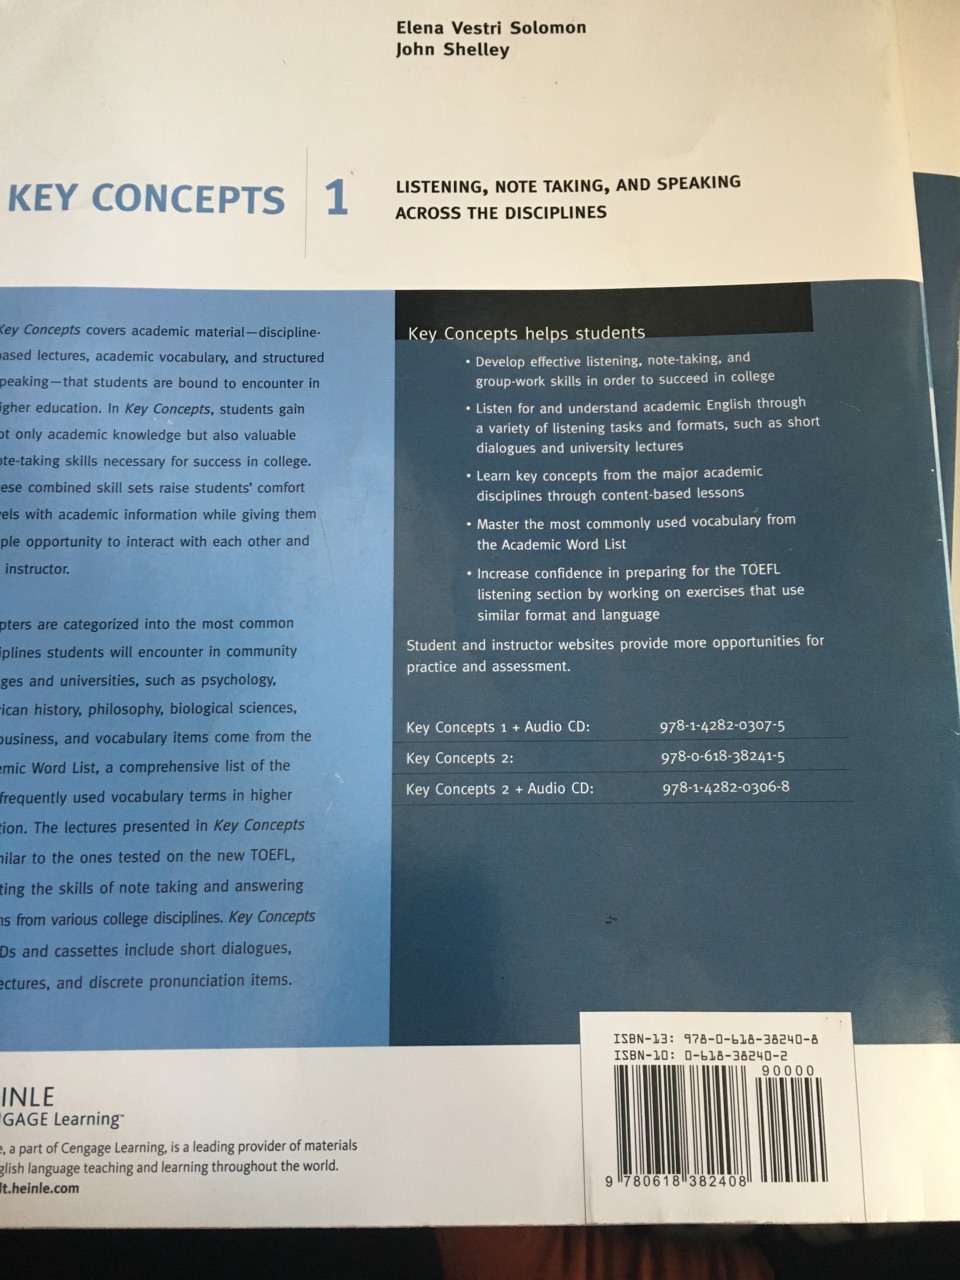 Elena Vestri Solomon
John Shelley
KEY CONCEPTS 1
LISTENING, NOTE TAKING, AND SPEAKING
ACROSS THE DISCIPLINES
Key Concepts covers academic material—discipline-
ased lectures, academic vocabulary, and structured
peaking—that students are bound to encounter in
igher education. In Key Concepts, students gain
ot only academic knowledge but also valuable
ote-taking skills necessary for success in college.
ese combined skill sets raise students' comfort
els with academic information while giving them
ple opportunity to interact with each other and
instructor.
pters are categorized into the most common
iplines students will encounter in community
ges and universities, such as psychology,
rican history, philosophy, biological sciences,
business, and vocabulary items come from the
emic Word List, a comprehensive list of the
frequently used vocabulary terms in higher
tion. The lectures presented in Key Concepts
nilar to the ones tested on the new TOEFL,
ting the skills of note taking and answering
ns from various college disciplines. Key Concepts
Ds and cassettes include short dialogues,
ectures, and discrete pronunciation items.
Key Concepts helps students
• Develop effective listening, note-taking, and
group-work skills in order to succeed in college
• Listen for and understand academic English through
a variety of listening tasks and formats, such as short
dialogues and university lectures
• Learn key concepts from the major academic
disciplines through content-based lessons
• Master the most commonly used vocabulary from
the Academic Word List
• Increase confidence in preparing for the TOEFL
listening section by working on exercises that use
similar format and language
Student and instructor websites provide more opportunities for
practice and assessment.
Key Concepts 1 + Audio CD: 978-1-4282-0307-5
Key Concepts 2: 978-0-618-38241-5
Key Concepts 2 + Audio CD: 978-1-4282-0306-8
INLE
GAGE Learning™
e, a part of Cengage Learning, is a leading provider of materials
glish language teaching and learning throughout the world.
lt.heinle.com
ISBN-13: 978-0-618-38240-8
ISBN-10: 0-618-38240-2
90000
9 780618 382408